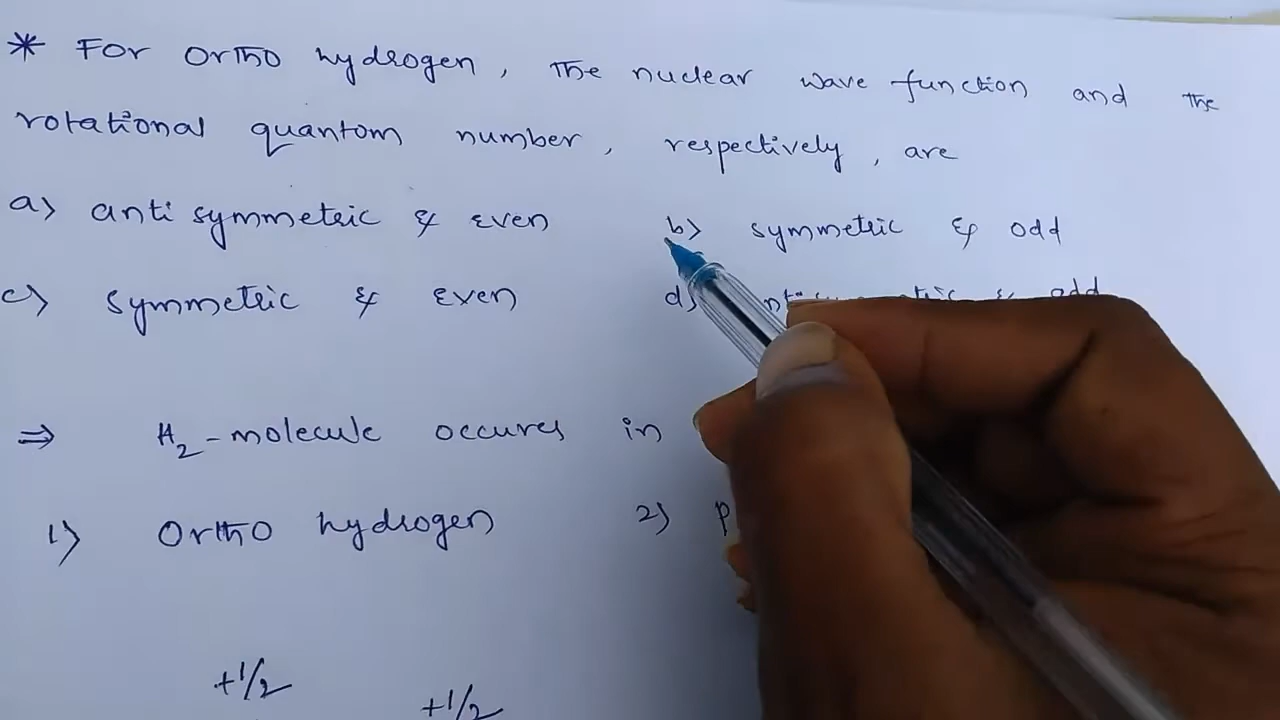 * For Ortho hydrogen, The nuclear wave function and the
rotational quantom number, respectively, are
a) anti symmetric & Even b) symmetric & odd
c) symmetric & Even d) & odd
⇒ H₂-molecule occures in
1) Ortho hydrogen 2) P
+1/2 +1/2